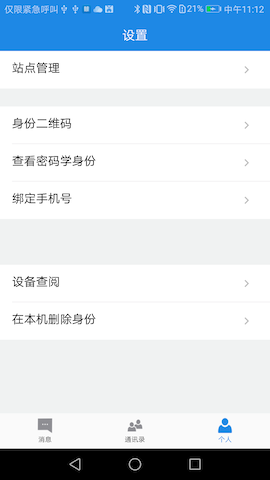 仅限紧急呼叫 21% 中午11:12
设置
站点管理
身份二维码
查看密码学身份
绑定手机号
设备查阅
在本机删除身份
消息 通讯录 个人